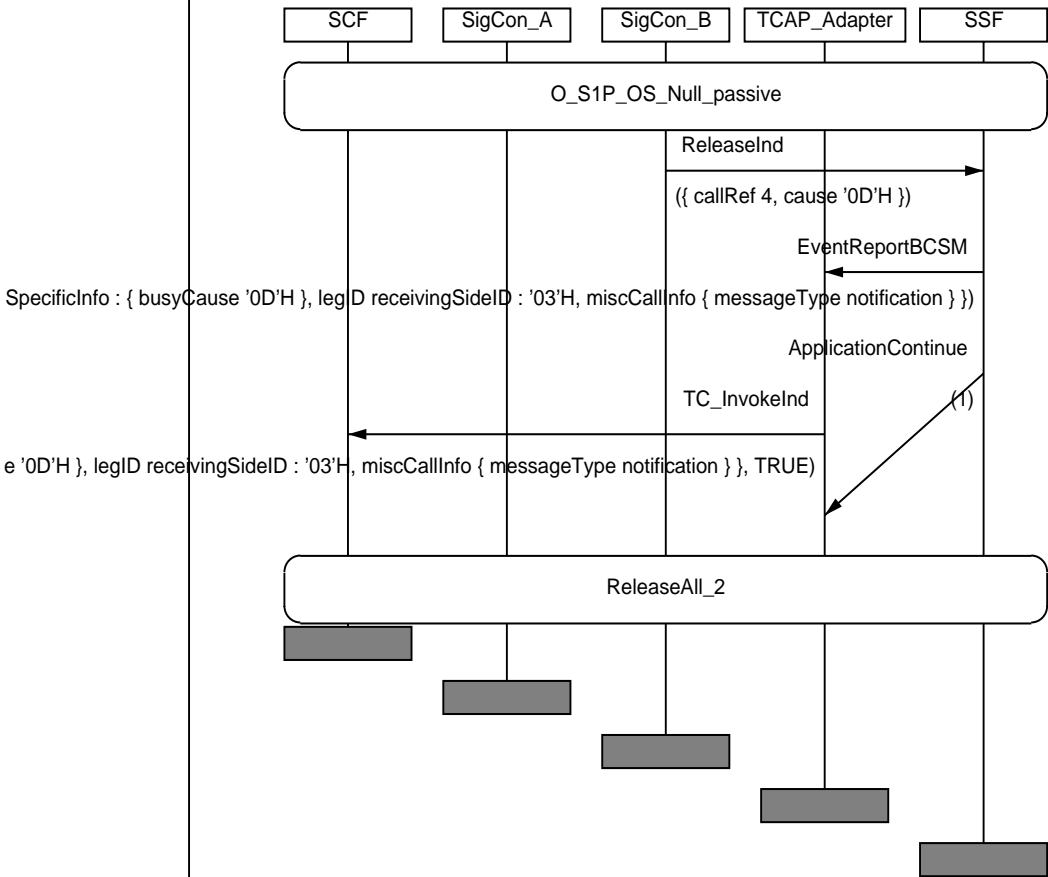 SCF SigCon_A SigCon_B TCAP_Adapter SSF
O_S1P_OS_Null_passive
ReleaseInd
({ callRef 4, cause ’0D’H })
EventReportBCSM
SpecificInfo : { busyCause ’0D’H }, legID receivingSideID : ’03’H, miscCallInfo { messageType notification } })
ApplicationContinue
TC_InvokeInd
(1)
e ’0D’H }, legID receivingSideID : ’03’H, miscCallInfo { messageType notification } }, TRUE)
ReleaseAll_2